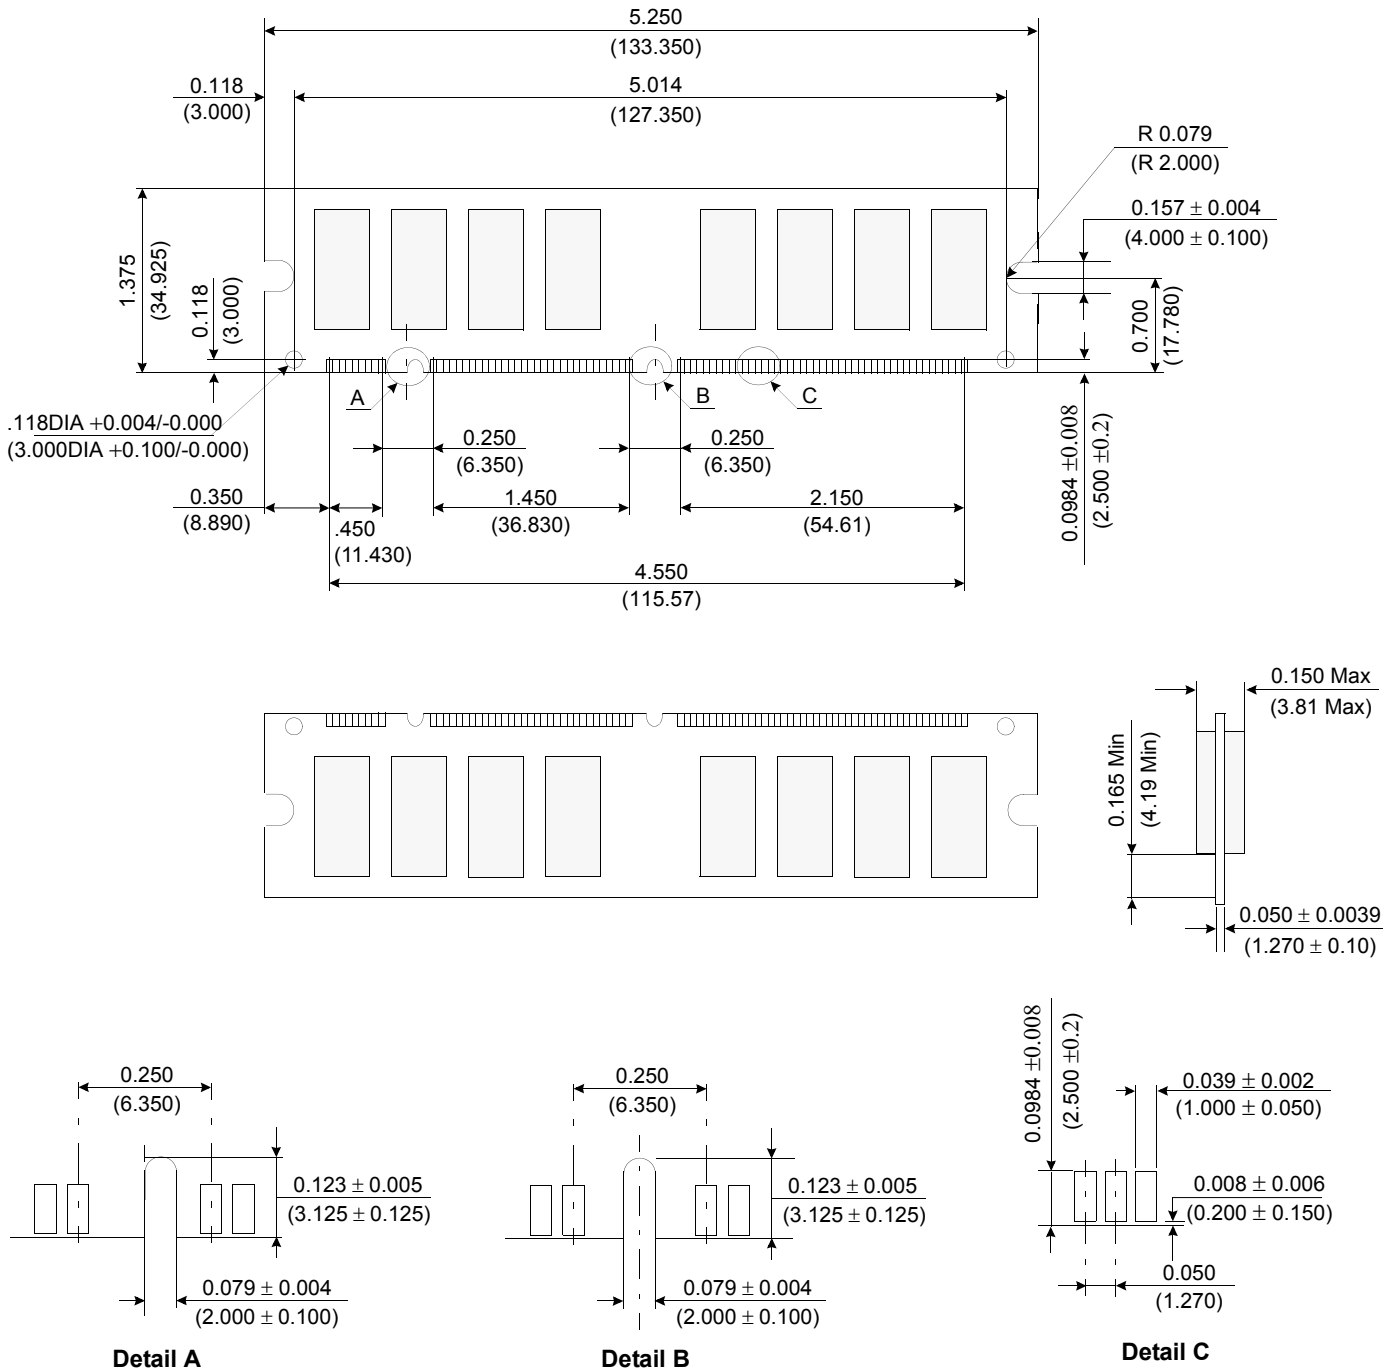 5.250
(133.350)
0.118
(3.000)
5.014
(127.350)
R 0.079
(R 2.000)
0.157 ± 0.004
(4.000 ± 0.100)
1.375
(34.925)
0.118
(3.000)
0.700
(17.780)
A
B
C
.118DIA +0.004/-0.000
(3.000DIA +0.100/-0.000)
0.250
(6.350)
0.250
(6.350)
0.0984 ±0.008
(2.500 ±0.2)
0.350
(8.890)
.450
(11.430)
1.450
(36.830)
2.150
(54.61)
4.550
(115.57)
0.150 Max
(3.81 Max)
0.165 Min
(4.19 Min)
0.050 ± 0.0039
(1.270 ± 0.10)
0.250
(6.350)
0.123 ± 0.005
(3.125 ± 0.125)
0.079 ± 0.004
(2.000 ± 0.100)
Detail A
0.250
(6.350)
0.123 ± 0.005
(3.125 ± 0.125)
0.079 ± 0.004
(2.000 ± 0.100)
Detail B
0.0984 ±0.008
(2.500 ±0.2)
0.039 ± 0.002
(1.000 ± 0.050)
0.008 ± 0.006
(0.200 ± 0.150)
0.050
(1.270)
Detail C